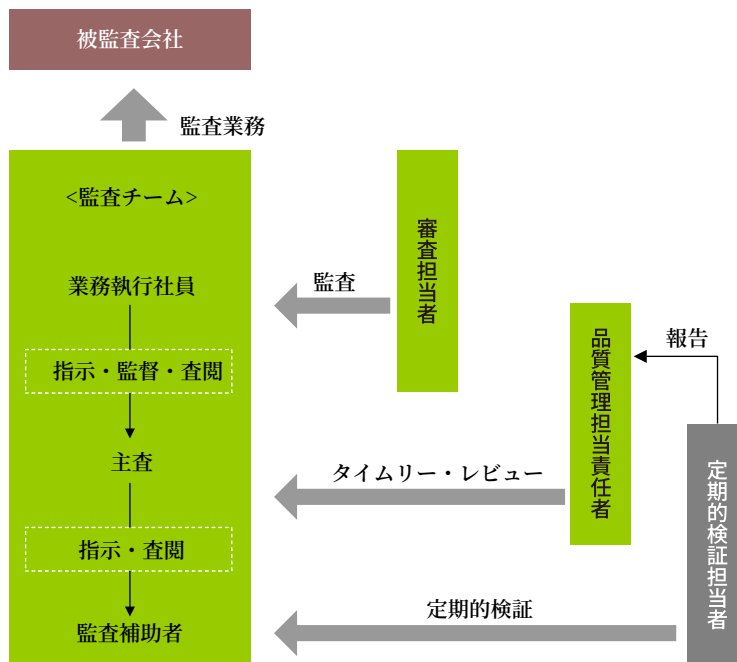 被監査会社
監査業務
<監査チーム>
業務執行社員
指示・監督・査閲
主査
指示・査閲
監査補助者
監査
審査担当者
タイムリー・レビュー
品質管理担当責任者
報告
定期的検証
定期的検証担当者